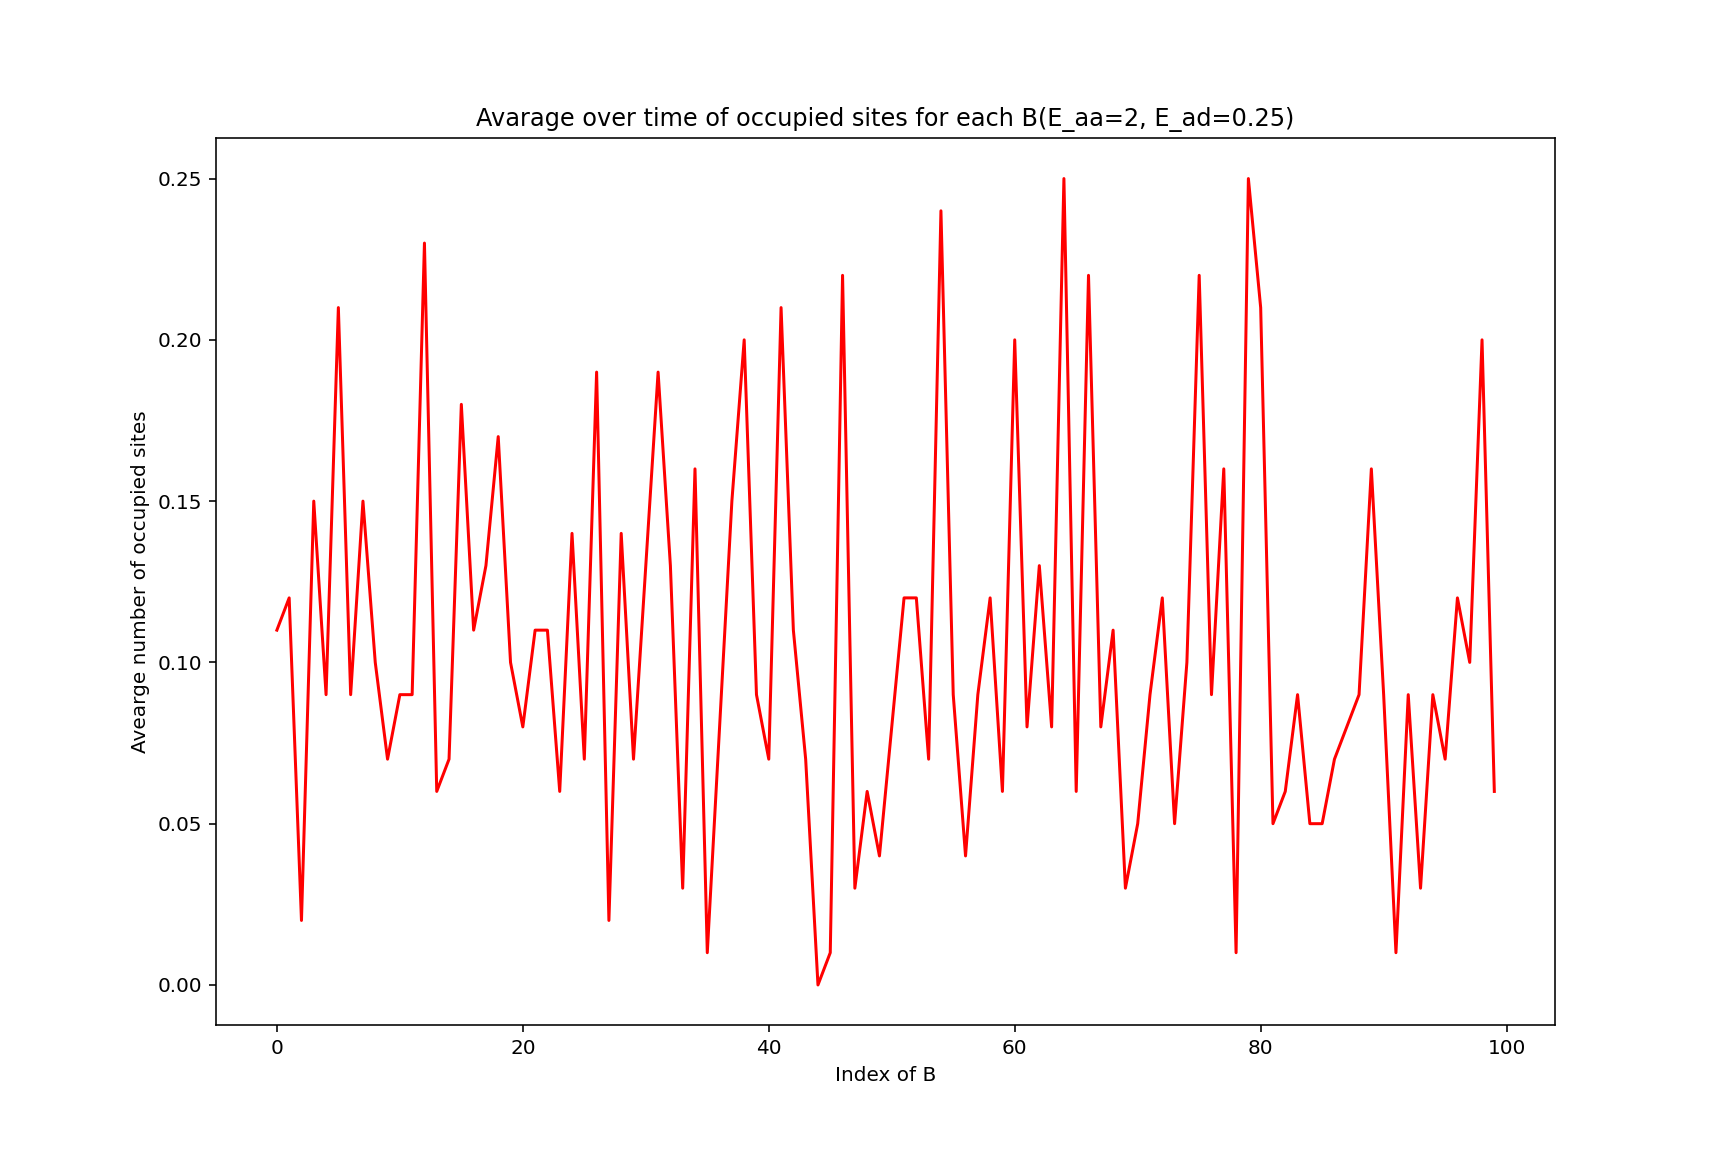 Avarage over time of occupied sites for each B(E_aa=2, E_ad=0.25)
Avearge number of occupied sites
0.25
0.20
0.15
0.10
0.05
0.00
0 20 40 60 80 100
Index of B